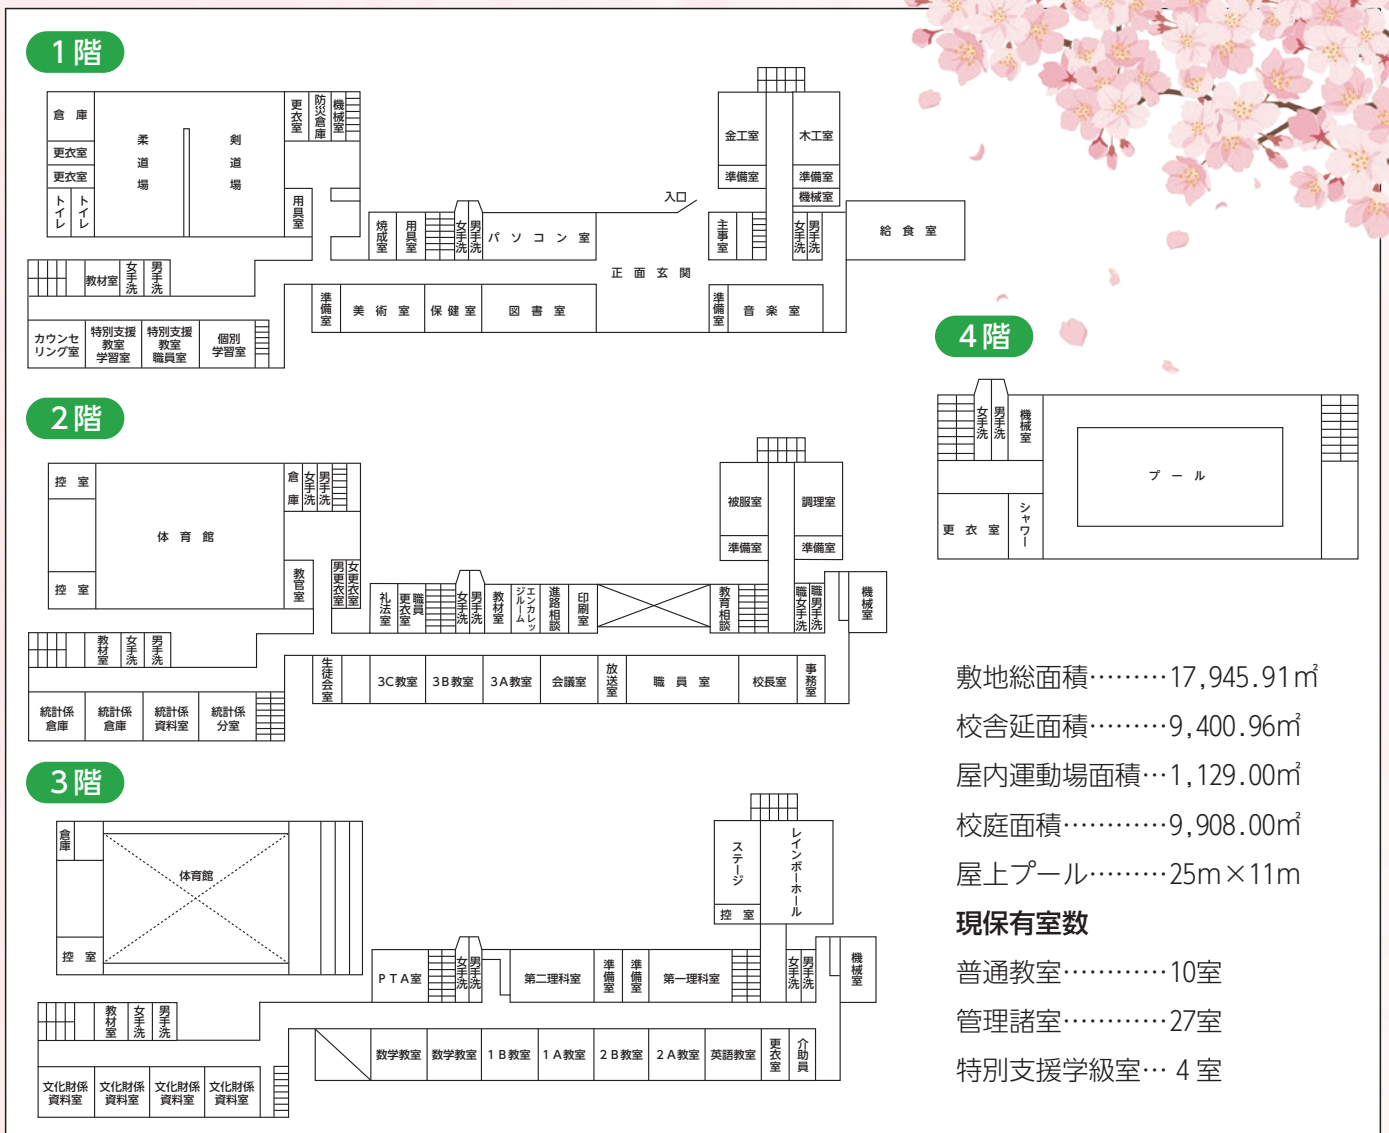 1階
倉庫
更衣室
更衣室
トイレ
トイレ
柔道場
剣道場
更衣室
防災倉庫
機械室
用具室
金工室
準備室
木工室
準備室
機械室
入口
焼成室
用具室
女手洗
男手洗
パソコン室
正面玄関
主事室
女手洗
男手洗
給食室
教材室
女手洗
男手洗
準備室
美術室
保健室
図書室
準備室
音楽室
カウンセリング室
特別支援教室学習室
特別支援教室職員室
個別学習室
2階
控室
控室
体育館
倉庫
女手洗
男手洗
教官室
男更衣室
女更衣室
被服室
準備室
調理室
準備室
礼法室
職員更衣室
女手洗
男手洗
教材室
エンカレッジルーム
進路相談
印刷室
教育相談
職女手洗
職男手洗
機械室
教材室
女手洗
男手洗
生徒会室
3C教室
3B教室
3A教室
会議室
放送室
職員室
校長室
事務室
統計係倉庫
統計係倉庫
統計係資料室
統計係分室
3階
倉庫
控室
体育館
ステージ
控室
レインボーホール
PTA室
女手洗
男手洗
第二理科室
準備室
準備室
第一理科室
女手洗
男手洗
機械室
教材室
女手洗
男手洗
数学教室
数学教室
1B教室
1A教室
2B教室
2A教室
英語教室
更衣室
介助員
文化財係資料室
文化財係資料室
文化財係資料室
文化財係資料室
4階
女手洗
男手洗
機械室
更衣室
シャワー
プール
敷地総面積………17,945.91㎡
校舎延面積………9,400.96㎡
屋内運動場面積…1,129.00㎡
校庭面積…………9,908.00㎡
屋上プール………25m×11m
現保有室数
普通教室…………10室
管理諸室…………27室
特別支援学級室…4室